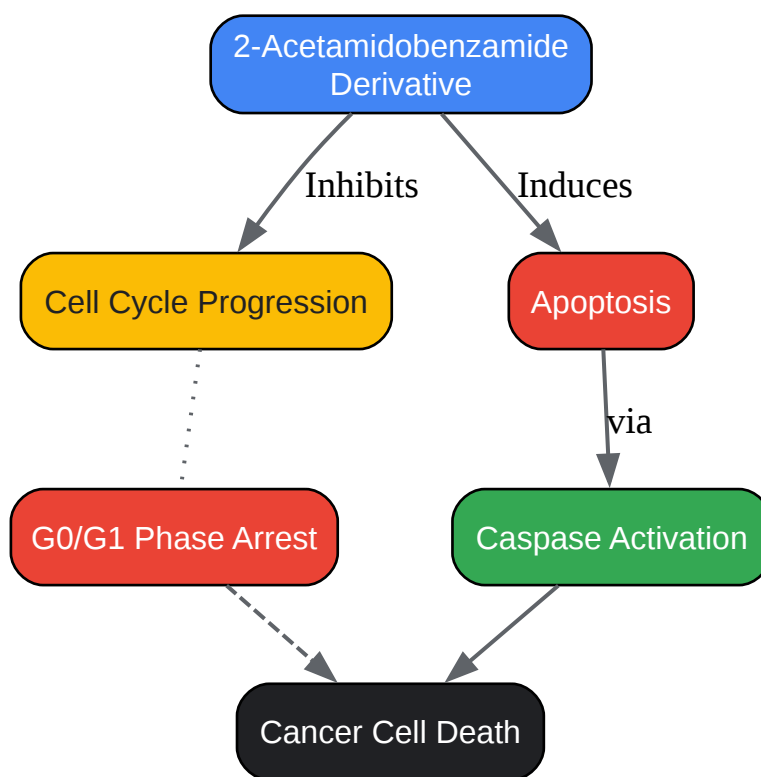 2-Acetamidobenzamide
Derivative
Inhibits
Induces
Cell Cycle Progression
Apoptosis
via
G0/G1 Phase Arrest
Caspase Activation
Cancer Cell Death